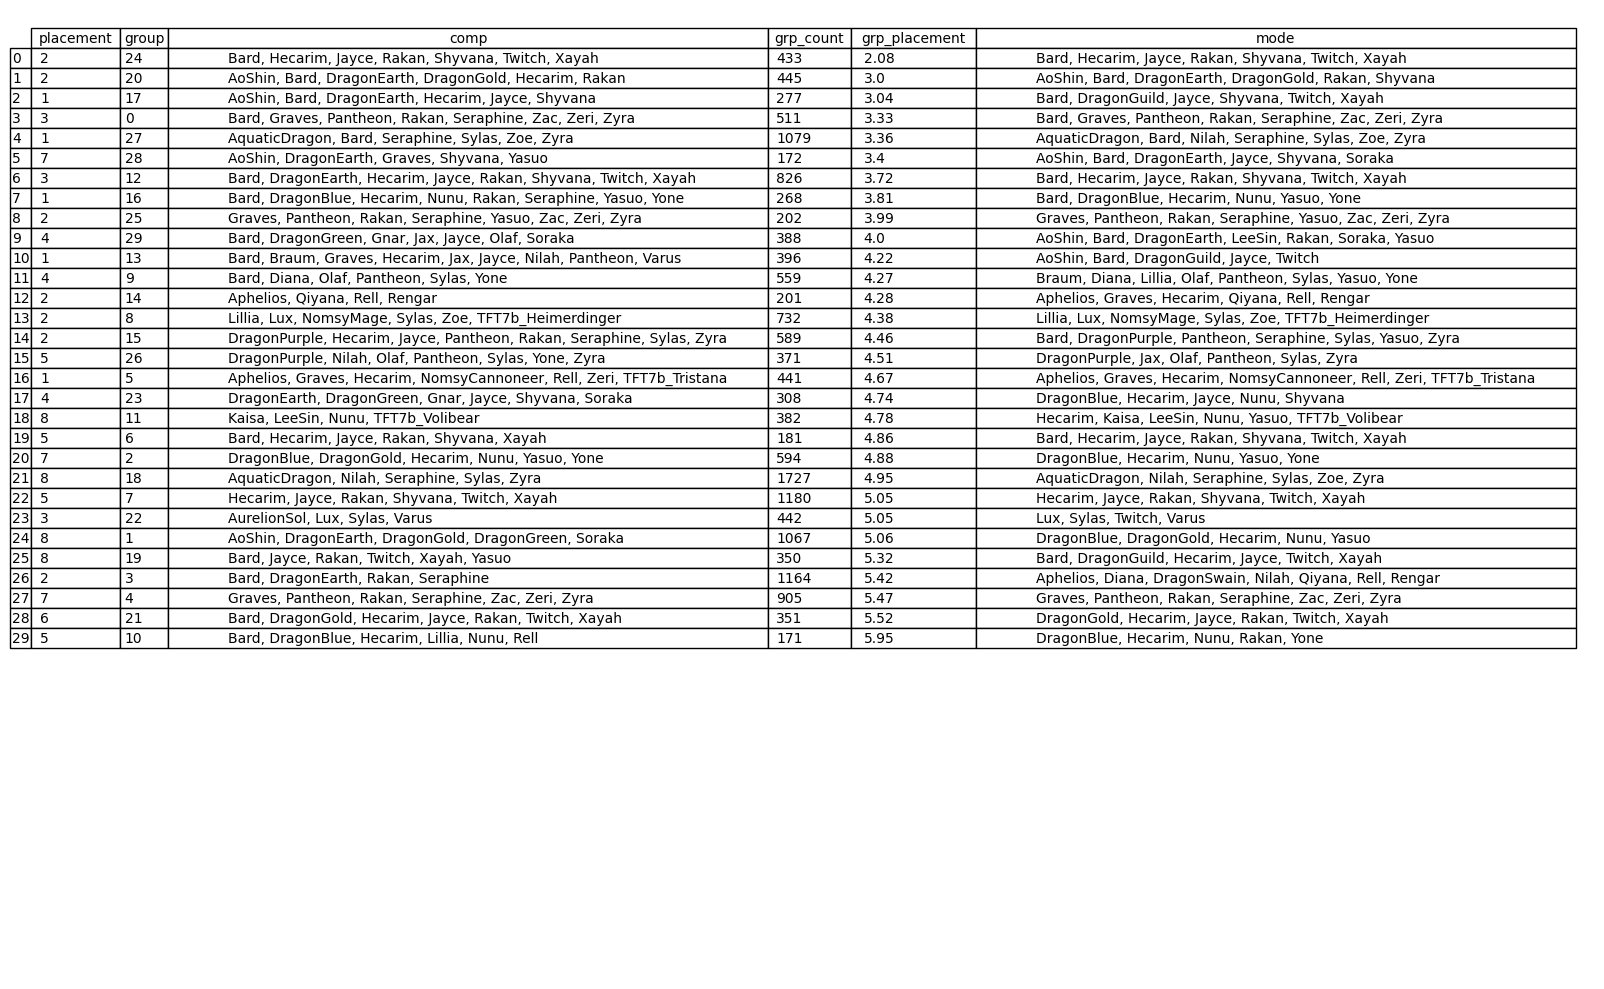 placement group comp grp_count grp_placement mode
0 2 24 Bard, Hecarim, Jayce, Rakan, Shyvana, Twitch, Xayah 433 2.08 Bard, Hecarim, Jayce, Rakan, Shyvana, Twitch, Xayah
1 2 20 AoShin, Bard, DragonEarth, DragonGold, Hecarim, Rakan 445 3.0 AoShin, Bard, DragonEarth, DragonGold, Rakan, Shyvana
2 1 17 AoShin, Bard, DragonEarth, Hecarim, Jayce, Shyvana 277 3.04 Bard, DragonGuild, Jayce, Shyvana, Twitch, Xayah
3 3 0 Bard, Graves, Pantheon, Rakan, Seraphine, Zac, Zeri, Zyra 511 3.33 Bard, Graves, Pantheon, Rakan, Seraphine, Zac, Zeri, Zyra
4 1 27 AquaticDragon, Bard, Seraphine, Sylas, Zoe, Zyra 1079 3.36 AquaticDragon, Bard, Nilah, Seraphine, Sylas, Zoe, Zyra
5 7 28 AoShin, DragonEarth, Graves, Shyvana, Yasuo 172 3.4 AoShin, Bard, DragonEarth, Jayce, Shyvana, Soraka
6 3 12 Bard, DragonEarth, Hecarim, Jayce, Rakan, Shyvana, Twitch, Xayah 826 3.72 Bard, Hecarim, Jayce, Rakan, Shyvana, Twitch, Xayah
7 1 16 Bard, DragonBlue, Hecarim, Nunu, Rakan, Seraphine, Yasuo, Yone 268 3.81 Bard, DragonBlue, Hecarim, Nunu, Yasuo, Yone
8 2 25 Graves, Pantheon, Rakan, Seraphine, Yasuo, Zac, Zeri, Zyra 202 3.99 Graves, Pantheon, Rakan, Seraphine, Yasuo, Zac, Zeri, Zyra
9 4 29 Bard, DragonGreen, Gnar, Jax, Jayce, Olaf, Soraka 388 4.0 AoShin, Bard, DragonEarth, LeeSin, Rakan, Soraka, Yasuo
10 1 13 Bard, Braum, Graves, Hecarim, Jax, Jayce, Nilah, Pantheon, Varus 396 4.22 AoShin, Bard, DragonGuild, Jayce, Twitch
11 4 9 Bard, Diana, Olaf, Pantheon, Sylas, Yone 559 4.27 Braum, Diana, Lillia, Olaf, Pantheon, Sylas, Yasuo, Yone
12 2 14 Aphelios, Qiyana, Rell, Rengar 201 4.28 Aphelios, Graves, Hecarim, Qiyana, Rell, Rengar
13 2 8 Lillia, Lux, NomsyMage, Sylas, Zoe, TFT7b_Heimerdinger 732 4.38 Lillia, Lux, NomsyMage, Sylas, Zoe, TFT7b_Heimerdinger
14 2 15 DragonPurple, Hecarim, Jayce, Pantheon, Rakan, Seraphine, Sylas, Zyra 589 4.46 Bard, DragonPurple, Pantheon, Seraphine, Sylas, Yasuo, Zyra
15 5 26 DragonPurple, Nilah, Olaf, Pantheon, Sylas, Yone, Zyra 371 4.51 DragonPurple, Jax, Olaf, Pantheon, Sylas, Zyra
16 1 5 Aphelios, Graves, Hecarim, NomsyCannoneer, Rell, Zeri, TFT7b_Tristana 441 4.67 Aphelios, Graves, Hecarim, NomsyCannoneer, Rell, Zeri, TFT7b_Tristana
17 4 23 DragonEarth, DragonGreen, Gnar, Jayce, Shyvana, Soraka 308 4.74 DragonBlue, Hecarim, Jayce, Nunu, Shyvana
18 8 11 Kaisa, LeeSin, Nunu, TFT7b_Volibear 382 4.78 Hecarim, Kaisa, LeeSin, Nunu, Yasuo, TFT7b_Volibear
19 5 6 Bard, Hecarim, Jayce, Rakan, Shyvana, Xayah 181 4.86 Bard, Hecarim, Jayce, Rakan, Shyvana, Twitch, Xayah
20 7 2 DragonBlue, DragonGold, Hecarim, Nunu, Yasuo, Yone 594 4.88 DragonBlue, Hecarim, Nunu, Yasuo, Yone
21 8 18 AquaticDragon, Nilah, Seraphine, Sylas, Zyra 1727 4.95 AquaticDragon, Nilah, Seraphine, Sylas, Zoe, Zyra
22 5 7 Hecarim, Jayce, Rakan, Shyvana, Twitch, Xayah 1180 5.05 Hecarim, Jayce, Rakan, Shyvana, Twitch, Xayah
23 3 22 AurelionSol, Lux, Sylas, Varus 442 5.05 Lux, Sylas, Twitch, Varus
24 8 1 AoShin, DragonEarth, DragonGold, DragonGreen, Soraka 1067 5.06 DragonBlue, DragonGold, Hecarim, Nunu, Yasuo
25 8 19 Bard, Jayce, Rakan, Twitch, Xayah, Yasuo 350 5.32 Bard, DragonGuild, Hecarim, Jayce, Twitch, Xayah
26 2 3 Bard, DragonEarth, Rakan, Seraphine 1164 5.42 Aphelios, Diana, DragonSwain, Nilah, Qiyana, Rell, Rengar
27 7 4 Graves, Pantheon, Rakan, Seraphine, Zac, Zeri, Zyra 905 5.47 Graves, Pantheon, Rakan, Seraphine, Zac, Zeri, Zyra
28 6 21 Bard, DragonGold, Hecarim, Jayce, Rakan, Twitch, Xayah 351 5.52 DragonGold, Hecarim, Jayce, Rakan, Twitch, Xayah
29 5 10 Bard, DragonBlue, Hecarim, Lillia, Nunu, Rell 171 5.95 DragonBlue, Hecarim, Nunu, Rakan, Yone